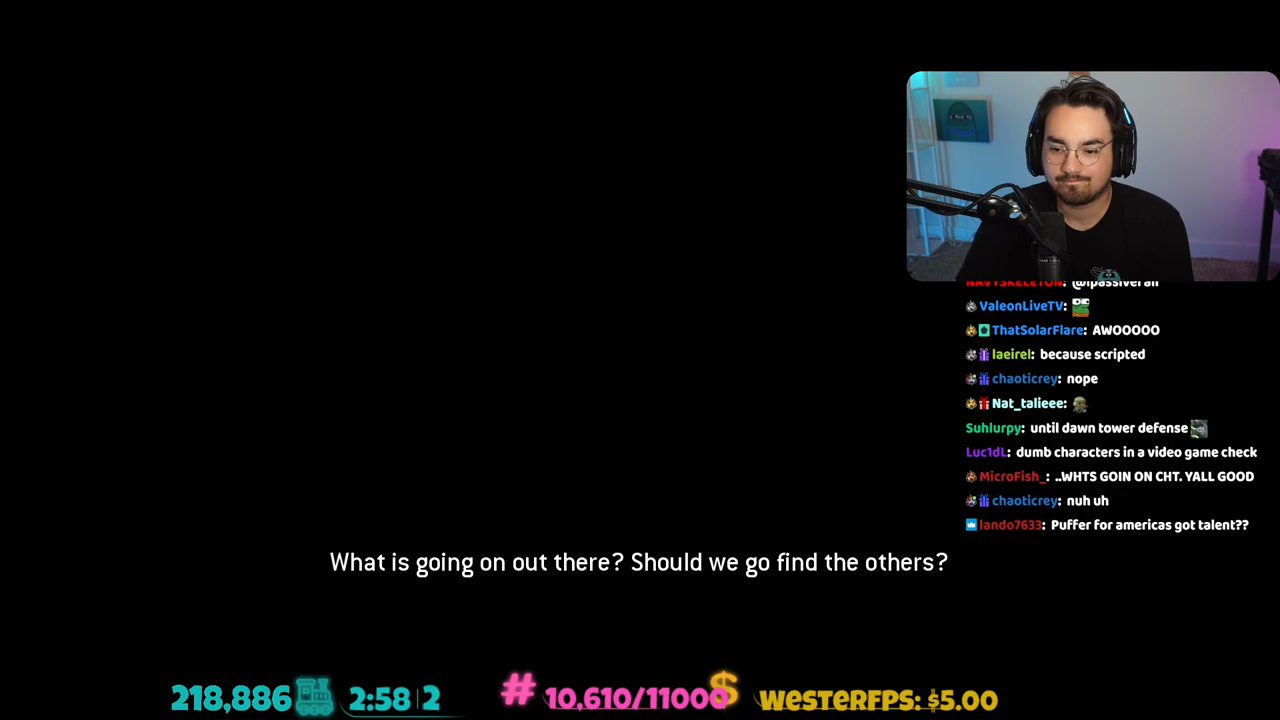 ValeonLiveTV:
ThatSolarFlare: AWOOOOO
laeirel: because scripted
chaoticrey: nope
Nat_talieee:
Suhlurpy: until dawn tower defense
Luc1dL: dumb characters in a video game check
MicroFish_: ..WHTS GOIN ON CHT. YALL GOOD
chaoticrey: nuh uh
lando7633: Puffer for americas got talent??
What is going on out there? Should we go find the others?
218,886 2:58 | 2 # 10,610/11000 $ WESTERFPS: $5.00